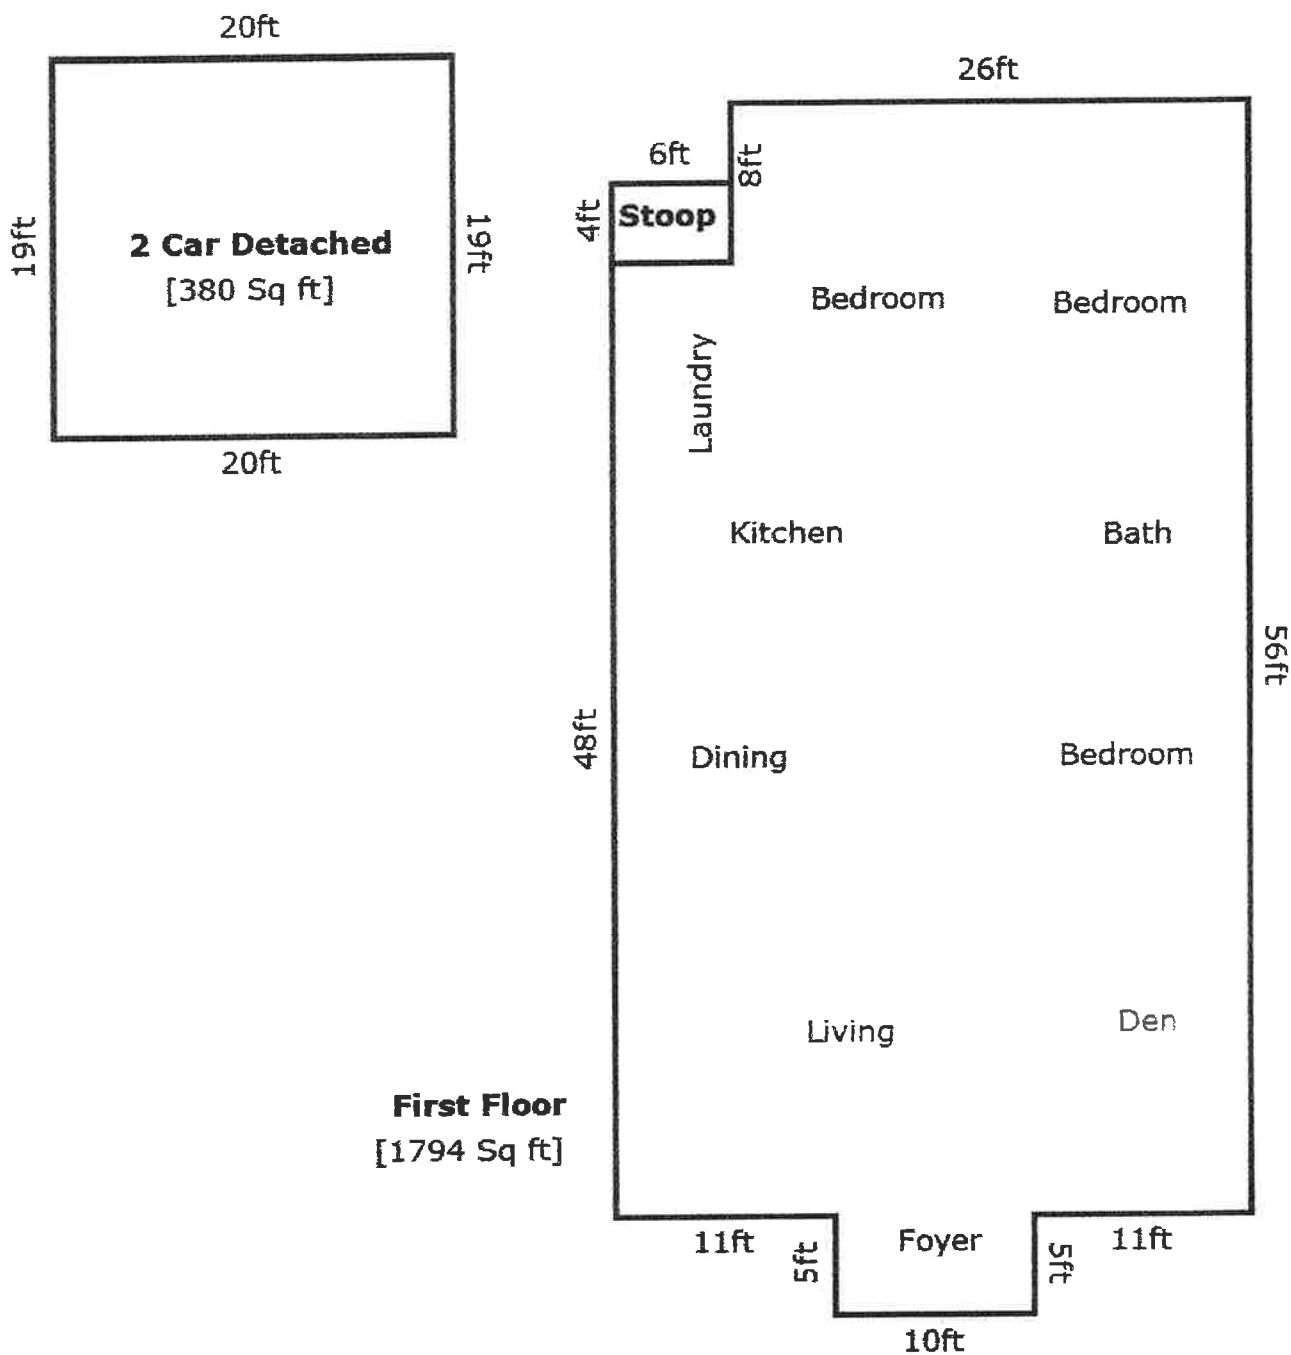 20ft
26ft
6ft
8ft
4ft
Stoop
19ft
2 Car Detached
19ft
[380 Sq ft]
Bedroom
Bedroom
Laundry
20ft
Kitchen
Bath
56ft
48ft
Dining
Bedroom
Living
Den
First Floor
[1794 Sq ft]
11ft
5ft
Foyer
5ft
11ft
10ft